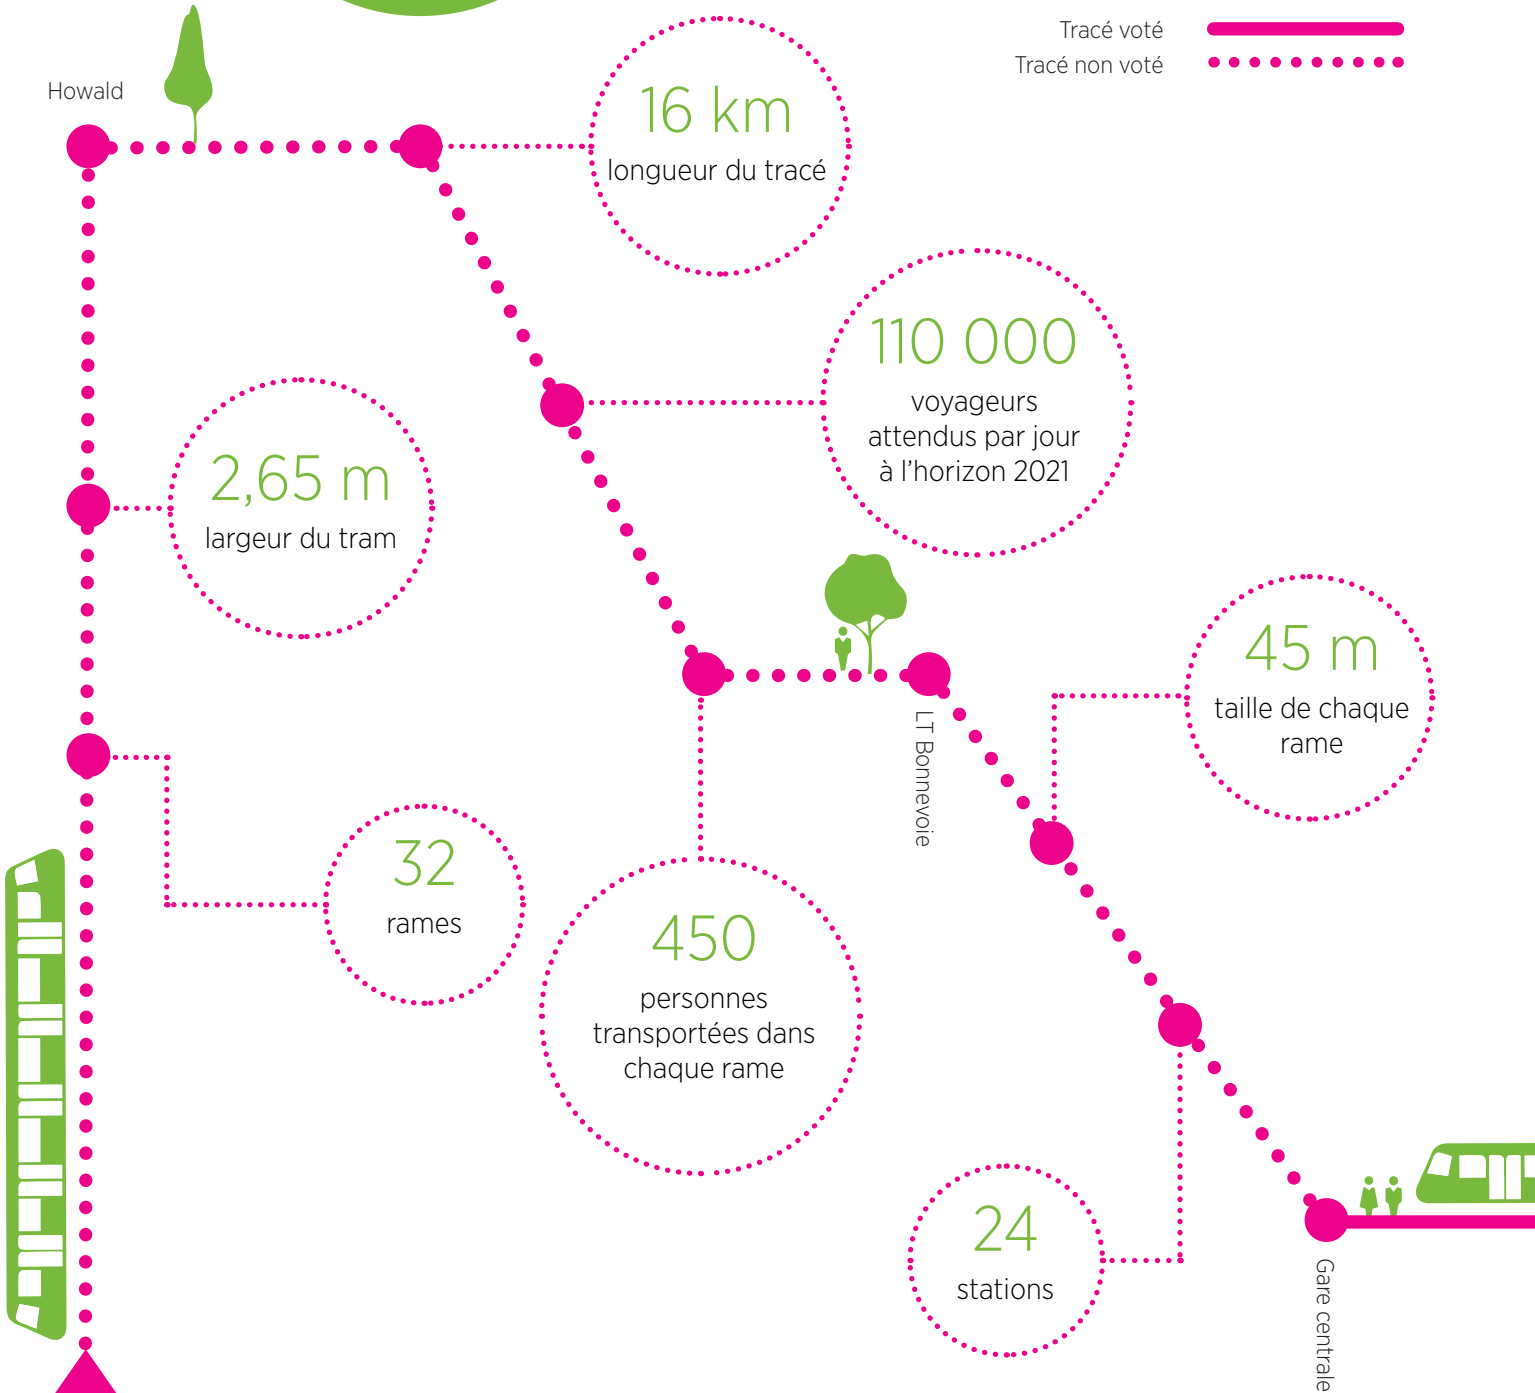 Tracé voté
Tracé non voté
Howald
16 km
longueur du tracé
110 000
voyageurs
attendus par jour
à l’horizon 2021
2,65 m
largeur du tram
45 m
taille de chaque
rame
LT Bonnevoie
32
rames
450
personnes
transportées dans
chaque rame
24
stations
Gare centrale